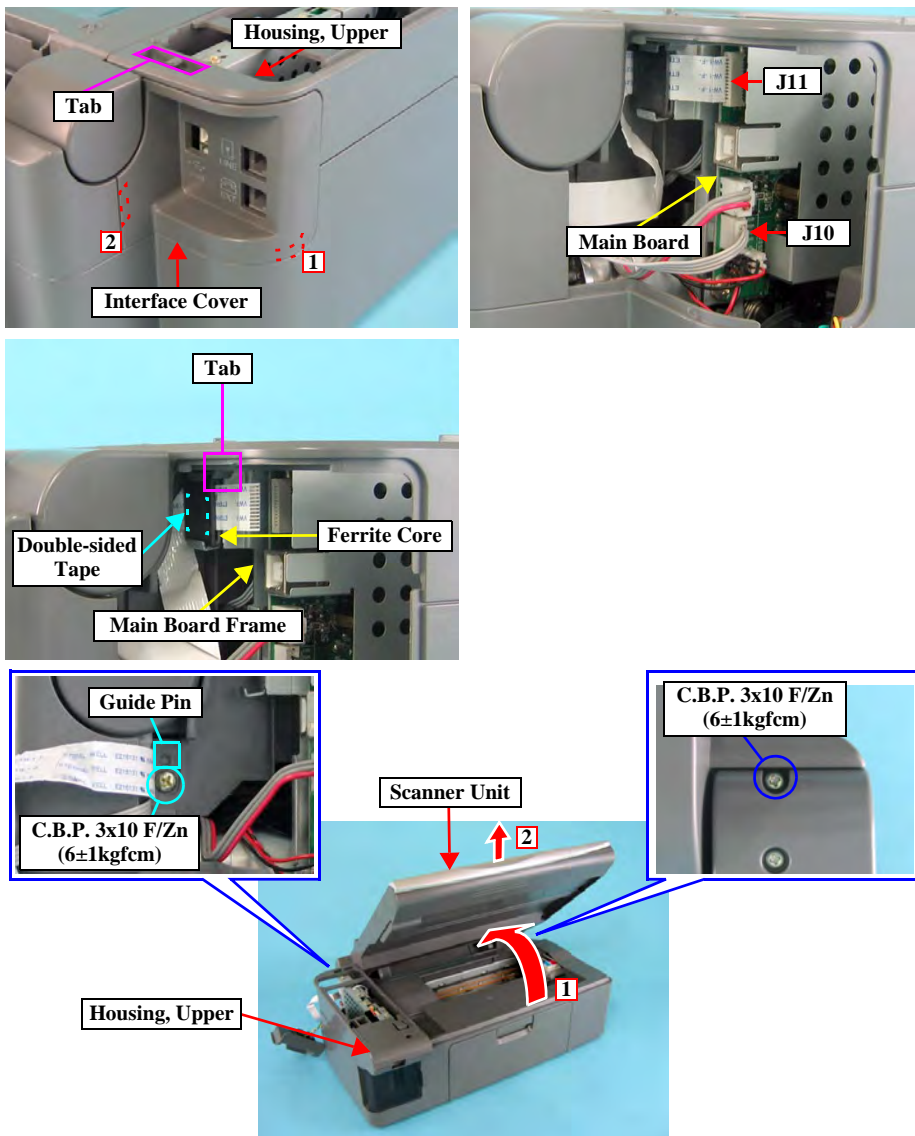 Housing, Upper
Tab
2
1
Interface Cover
J11
Main Board
J10
Tab
Double-sided
Tape
Ferrite Core
Main Board Frame
Guide Pin
C.B.P. 3x10 F/Zn
(6±1kgfcm)
C.B.P. 3x10 F/Zn
(6±1kgfcm)
Scanner Unit
2
1
Housing, Upper
LINE